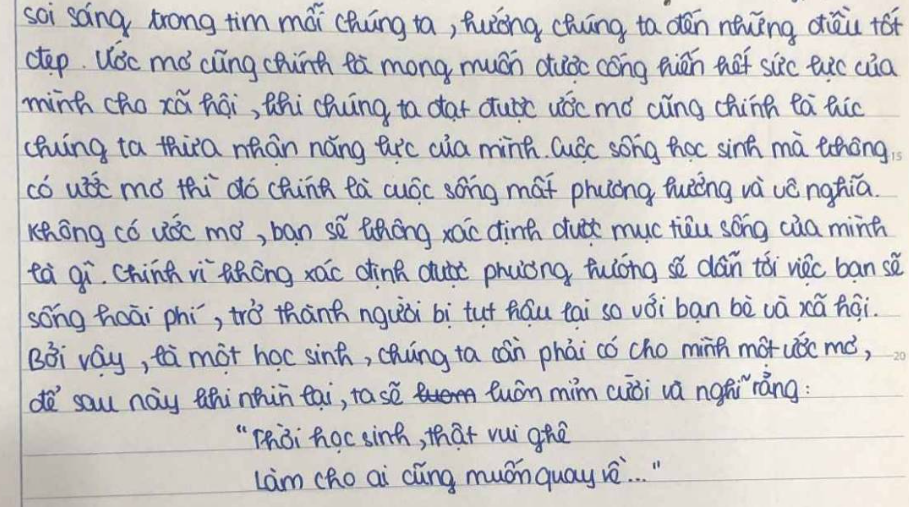 soi sáng trong tim mỗi chúng ta, hướng chúng ta đến những điều tốt
đẹp. Ước mơ cũng chính là mong muốn được cống hiến hết sức lực của
mình cho xã hội, khi chúng ta đạt được ước mơ cũng chính là lúc
chúng ta thừa nhận năng lực của mình. Cuộc sống học sinh mà không 15
có ước mơ thì đó chính là cuộc sống mất phương hướng và vô nghĩa.
Không có ước mơ, bạn sẽ không xác định được mục tiêu sống của mình
là gì. Chính vì không xác định được phương hướng sẽ dẫn tới việc bạn sẽ
sống hoài phí, trở thành người bị tụt hậu lại so với bạn bè và xã hội.
Bởi vậy, là một học sinh, chúng ta cần phải có cho mình một ước mơ, 20
để sau này khi nhìn lại, ta sẽ luôn mỉm cười và nghĩ rằng:
"Thời học sinh, thật vui ghê
Làm cho ai cũng muốn quay về..."